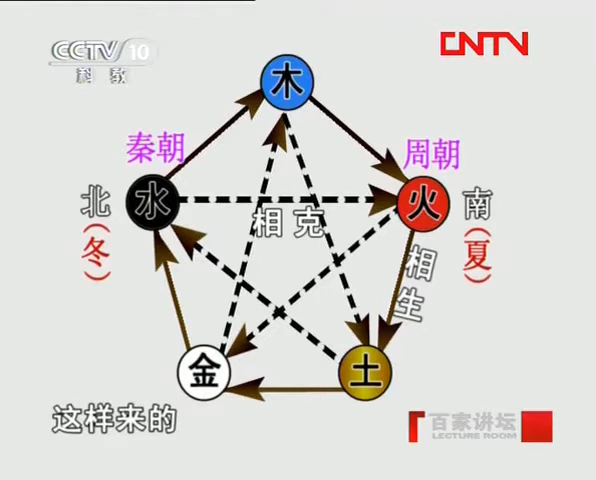 CCTV 10
科教
CNTV
木
秦朝
周朝
北
(冬)
水
相克
火
南
(夏)
相生
金
土
这样来的
百家讲坛
LECTURE ROOM